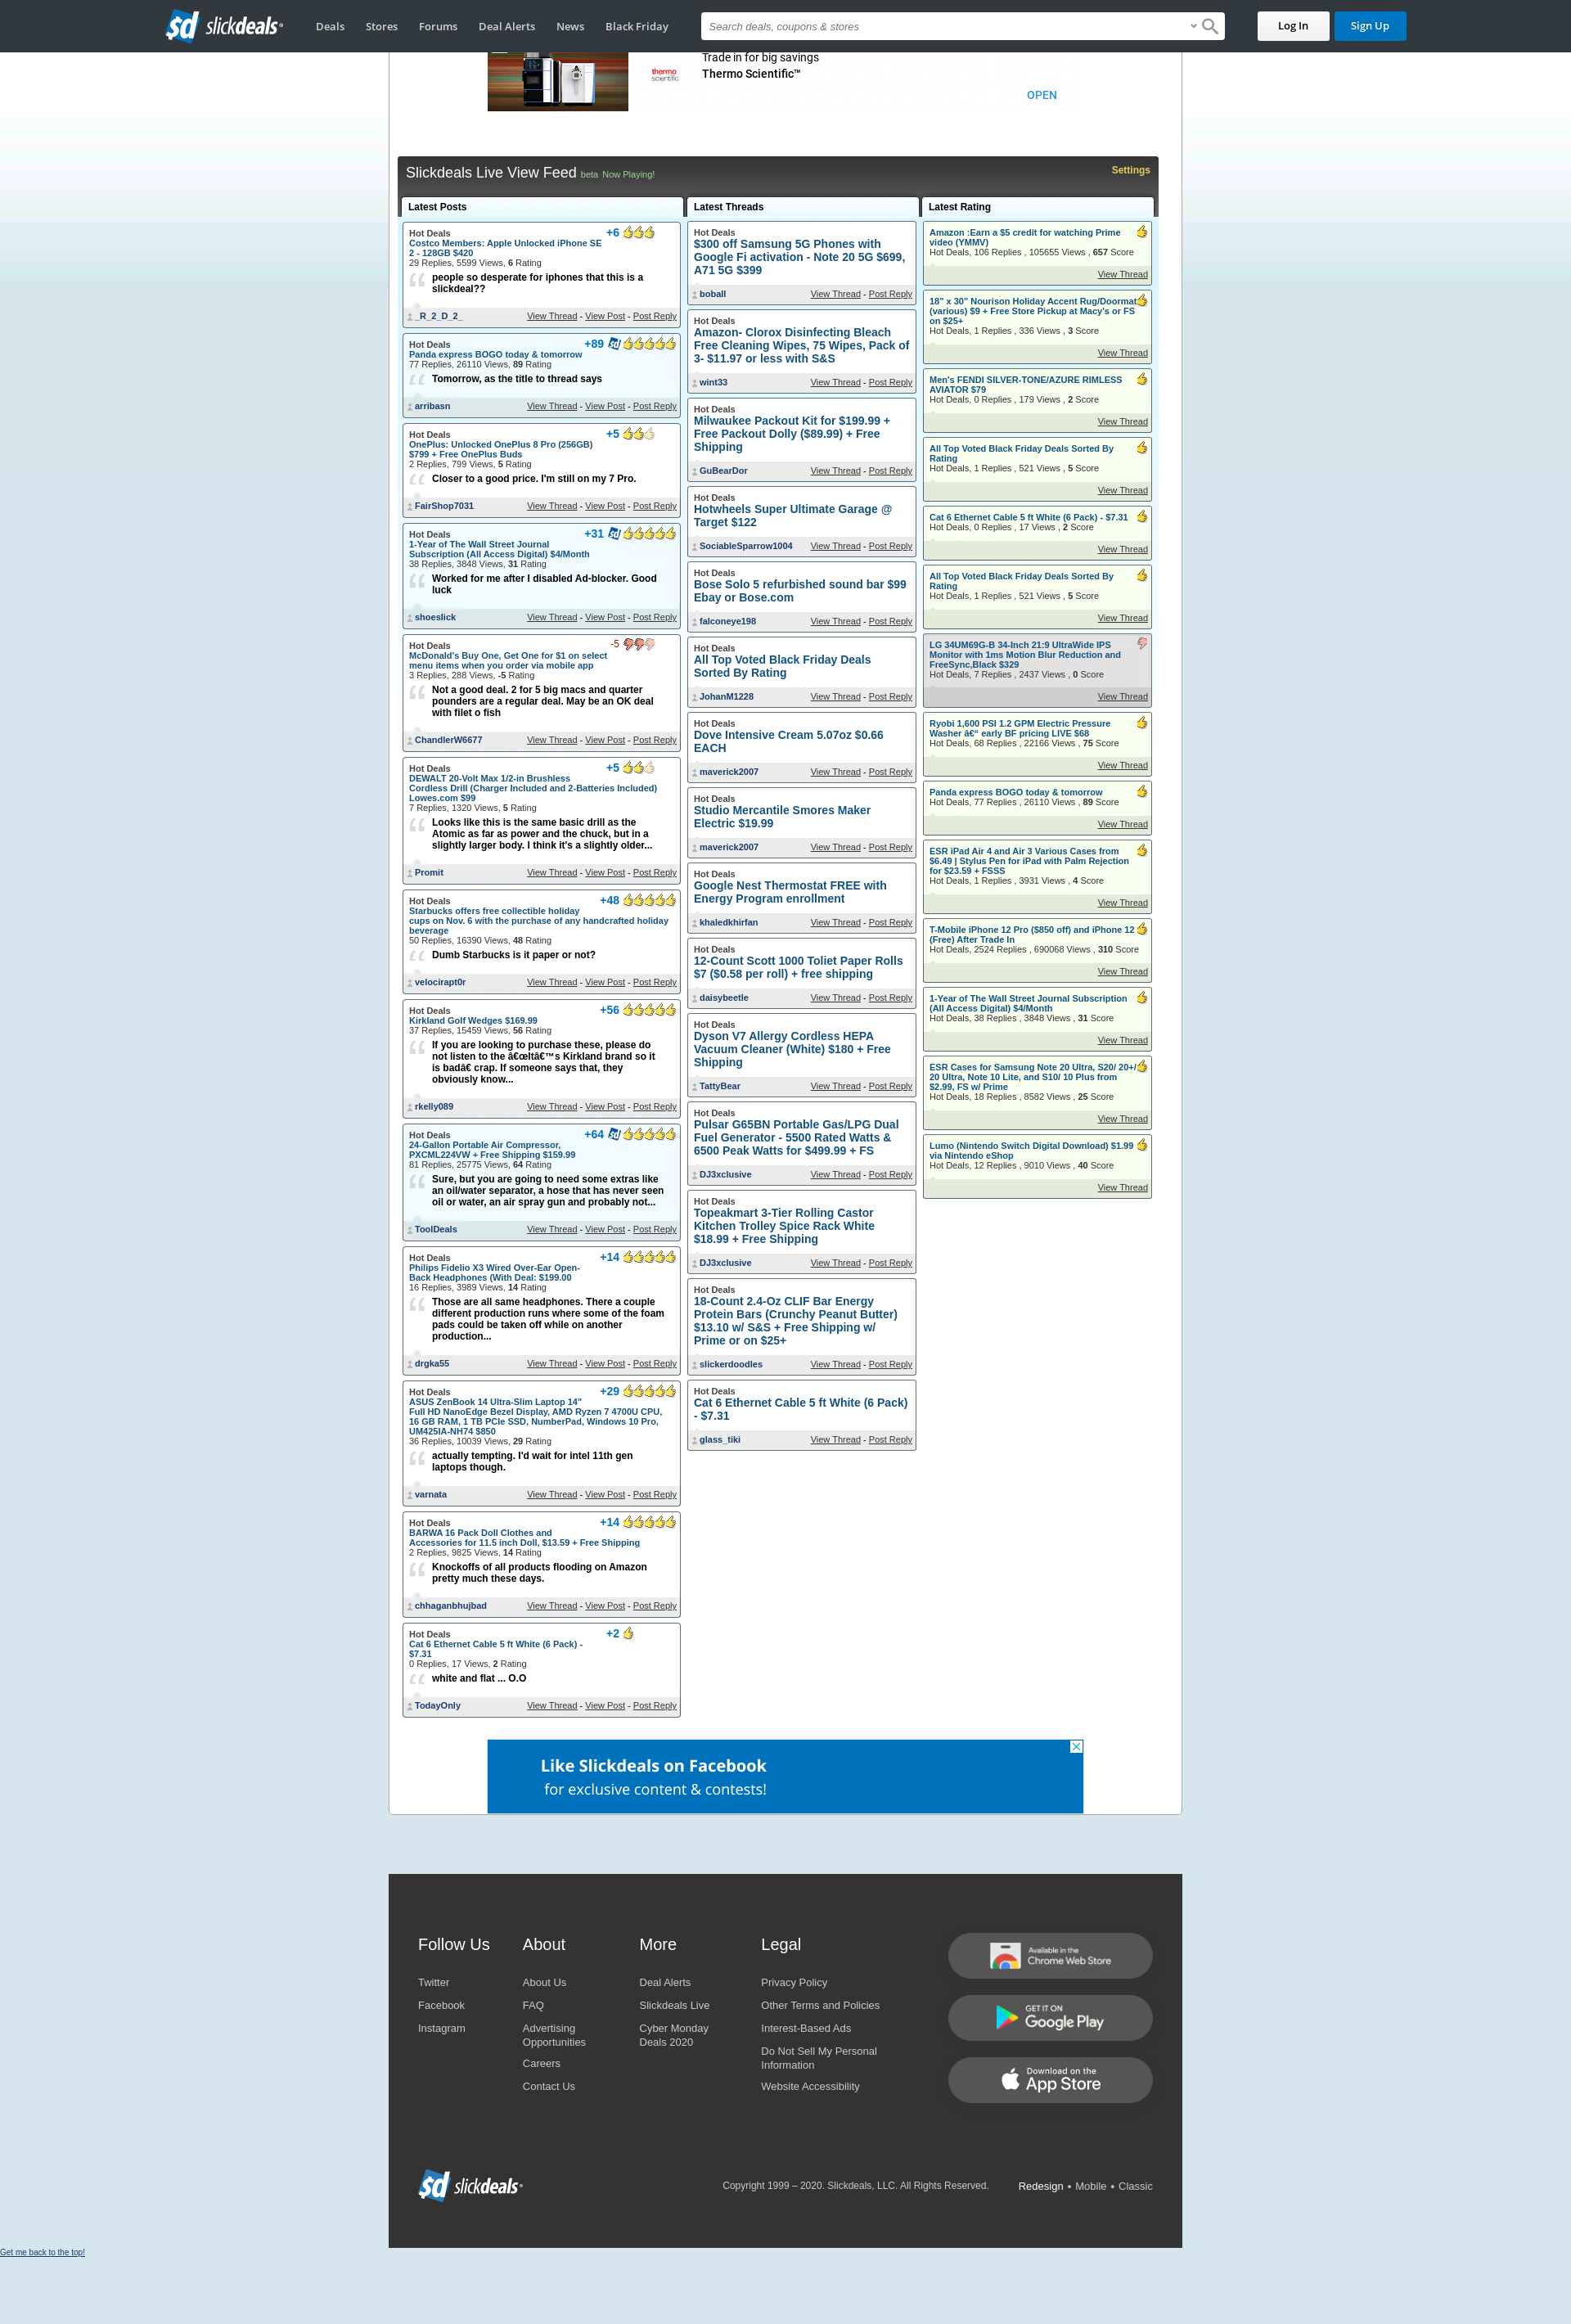 sd slickdeals
Deals Stores Forums Deal Alerts News Black Friday
Search deals, coupons & stores
Log In
Sign Up
Trade in for big savings
thermo
scientific
Thermo Scientific™
OPEN
Slickdeals Live View Feed beta Now Playing!
Settings
Latest Posts
Hot Deals
+6
Costco Members: Apple Unlocked iPhone SE
2 - 128GB $420
29 Replies, 5599 Views, 6 Rating
people so desperate for iphones that this is a
slickdeal??
_R_2_D_2_
View Thread - View Post - Post Reply
Hot Deals
+89
Panda express BOGO today & tomorrow
77 Replies, 26110 Views, 89 Rating
Tomorrow, as the title to thread says
arribasn
View Thread - View Post - Post Reply
Hot Deals
+5
OnePlus: Unlocked OnePlus 8 Pro (256GB)
$799 + Free OnePlus Buds
2 Replies, 799 Views, 5 Rating
Closer to a good price. I'm still on my 7 Pro.
FairShop7031
View Thread - View Post - Post Reply
Hot Deals
+31
1-Year of The Wall Street Journal
Subscription (All Access Digital) $4/Month
38 Replies, 3848 Views, 31 Rating
Worked for me after I disabled Ad-blocker. Good
luck
shoeslick
View Thread - View Post - Post Reply
Hot Deals
-5
McDonald's Buy One, Get One for $1 on select
menu items when you order via mobile app
3 Replies, 288 Views, -5 Rating
Not a good deal. 2 for 5 big macs and quarter
pounders are a regular deal. May be an OK deal
with filet o fish
ChandlerW6677
View Thread - View Post - Post Reply
Hot Deals
+5
DEWALT 20-Volt Max 1/2-in Brushless
Cordless Drill (Charger Included and 2-Batteries Included)
Lowes.com $99
7 Replies, 1320 Views, 5 Rating
Looks like this is the same basic drill as the
Atomic as far as power and the chuck, but in a
slightly larger body. I think it's a slightly older...
Promit
View Thread - View Post - Post Reply
Hot Deals
+48
Starbucks offers free collectible holiday
cups on Nov. 6 with the purchase of any handcrafted holiday
beverage
50 Replies, 16390 Views, 48 Rating
Dumb Starbucks is it paper or not?
velocirapt0r
View Thread - View Post - Post Reply
Hot Deals
+56
Kirkland Golf Wedges $169.99
37 Replies, 15459 Views, 56 Rating
If you are looking to purchase these, please do
not listen to the â€œItâ€™s Kirkland brand so it
is badâ€ crap. If someone says that, they
obviously know...
rkelly089
View Thread - View Post - Post Reply
Hot Deals
+64
24-Gallon Portable Air Compressor,
PXCML224VW + Free Shipping $159.99
81 Replies, 25775 Views, 64 Rating
Sure, but you are going to need some extras like
an oil/water separator, a hose that has never seen
oil or water, an air spray gun and probably not...
ToolDeals
View Thread - View Post - Post Reply
Hot Deals
+14
Philips Fidelio X3 Wired Over-Ear Open-
Back Headphones (With Deal: $199.00
16 Replies, 3989 Views, 14 Rating
Those are all same headphones. There a couple
different production runs where some of the foam
pads could be taken off while on another
production...
drgka55
View Thread - View Post - Post Reply
Hot Deals
+29
ASUS ZenBook 14 Ultra-Slim Laptop 14"
Full HD NanoEdge Bezel Display, AMD Ryzen 7 4700U CPU,
16 GB RAM, 1 TB PCIe SSD, NumberPad, Windows 10 Pro,
UM425IA-NH74 $850
36 Replies, 10039 Views, 29 Rating
actually tempting. I'd wait for intel 11th gen
laptops though.
varnata
View Thread - View Post - Post Reply
Hot Deals
+14
BARWA 16 Pack Doll Clothes and
Accessories for 11.5 inch Doll, $13.59 + Free Shipping
2 Replies, 9825 Views, 14 Rating
Knockoffs of all products flooding on Amazon
pretty much these days.
chhaganbhujbad
View Thread - View Post - Post Reply
Hot Deals
+2
Cat 6 Ethernet Cable 5 ft White (6 Pack) -
$7.31
0 Replies, 17 Views, 2 Rating
white and flat ... O.O
TodayOnly
View Thread - View Post - Post Reply
Latest Threads
Hot Deals
$300 off Samsung 5G Phones with
Google Fi activation - Note 20 5G $699,
A71 5G $399
boball
View Thread - Post Reply
Hot Deals
Amazon- Clorox Disinfecting Bleach
Free Cleaning Wipes, 75 Wipes, Pack of
3- $11.97 or less with S&S
wint33
View Thread - Post Reply
Hot Deals
Milwaukee Packout Kit for $199.99 +
Free Packout Dolly ($89.99) + Free
Shipping
GuBearDor
View Thread - Post Reply
Hot Deals
Hotwheels Super Ultimate Garage @
Target $122
SociableSparrow1004
View Thread - Post Reply
Hot Deals
Bose Solo 5 refurbished sound bar $99
Ebay or Bose.com
falconeye198
View Thread - Post Reply
Hot Deals
All Top Voted Black Friday Deals
Sorted By Rating
JohanM1228
View Thread - Post Reply
Hot Deals
Dove Intensive Cream 5.07oz $0.66
EACH
maverick2007
View Thread - Post Reply
Hot Deals
Studio Mercantile Smores Maker
Electric $19.99
maverick2007
View Thread - Post Reply
Hot Deals
Google Nest Thermostat FREE with
Energy Program enrollment
khaledkhirfan
View Thread - Post Reply
Hot Deals
12-Count Scott 1000 Toliet Paper Rolls
$7 ($0.58 per roll) + free shipping
daisybeetle
View Thread - Post Reply
Hot Deals
Dyson V7 Allergy Cordless HEPA
Vacuum Cleaner (White) $180 + Free
Shipping
TattyBear
View Thread - Post Reply
Hot Deals
Pulsar G65BN Portable Gas/LPG Dual
Fuel Generator - 5500 Rated Watts &
6500 Peak Watts for $499.99 + FS
DJ3xclusive
View Thread - Post Reply
Hot Deals
Topeakmart 3-Tier Rolling Castor
Kitchen Trolley Spice Rack White
$18.99 + Free Shipping
DJ3xclusive
View Thread - Post Reply
Hot Deals
18-Count 2.4-Oz CLIF Bar Energy
Protein Bars (Crunchy Peanut Butter)
$13.10 w/ S&S + Free Shipping w/
Prime or on $25+
slickerdoodles
View Thread - Post Reply
Hot Deals
Cat 6 Ethernet Cable 5 ft White (6 Pack)
- $7.31
glass_tiki
View Thread - Post Reply
Latest Rating
Amazon :Earn a $5 credit for watching Prime
video (YMMV)
Hot Deals, 106 Replies , 105655 Views , 657 Score
View Thread
18" x 30" Nourison Holiday Accent Rug/Doormat
(various) $9 + Free Store Pickup at Macy's or FS
on $25+
Hot Deals, 1 Replies , 336 Views , 3 Score
View Thread
Men's FENDI SILVER-TONE/AZURE RIMLESS
AVIATOR $79
Hot Deals, 0 Replies , 179 Views , 2 Score
View Thread
All Top Voted Black Friday Deals Sorted By
Rating
Hot Deals, 1 Replies , 521 Views , 5 Score
View Thread
Cat 6 Ethernet Cable 5 ft White (6 Pack) - $7.31
Hot Deals, 0 Replies , 17 Views , 2 Score
View Thread
All Top Voted Black Friday Deals Sorted By
Rating
Hot Deals, 1 Replies , 521 Views , 5 Score
View Thread
LG 34UM69G-B 34-Inch 21:9 UltraWide IPS
Monitor with 1ms Motion Blur Reduction and
FreeSync,Black $329
Hot Deals, 7 Replies , 2437 Views , 0 Score
View Thread
Ryobi 1,600 PSI 1.2 GPM Electric Pressure
Washer â€“ early BF pricing LIVE $68
Hot Deals, 68 Replies , 22166 Views , 75 Score
View Thread
Panda express BOGO today & tomorrow
Hot Deals, 77 Replies , 26110 Views , 89 Score
View Thread
ESR iPad Air 4 and Air 3 Various Cases from
$6.49 | Stylus Pen for iPad with Palm Rejection
for $23.59 + FSSS
Hot Deals, 1 Replies , 3931 Views , 4 Score
View Thread
T-Mobile iPhone 12 Pro ($850 off) and iPhone 12
(Free) After Trade In
Hot Deals, 2524 Replies , 690068 Views , 310 Score
View Thread
1-Year of The Wall Street Journal Subscription
(All Access Digital) $4/Month
Hot Deals, 38 Replies , 3848 Views , 31 Score
View Thread
ESR Cases for Samsung Note 20 Ultra, S20/ 20+/
20 Ultra, Note 10 Lite, and S10/ 10 Plus from
$2.99, FS w/ Prime
Hot Deals, 18 Replies , 8582 Views , 25 Score
View Thread
Lumo (Nintendo Switch Digital Download) $1.99
via Nintendo eShop
Hot Deals, 12 Replies , 9010 Views , 40 Score
View Thread
Like Slickdeals on Facebook
for exclusive content & contests!
Follow Us
Twitter
Facebook
Instagram
About
About Us
FAQ
Advertising
Opportunities
Careers
Contact Us
More
Deal Alerts
Slickdeals Live
Cyber Monday
Deals 2020
Legal
Privacy Policy
Other Terms and Policies
Interest-Based Ads
Do Not Sell My Personal
Information
Website Accessibility
Available in the
Chrome Web Store
GET IT ON
Google Play
Download on the
App Store
sd slickdeals
Copyright 1999 – 2020. Slickdeals, LLC. All Rights Reserved.
Redesign • Mobile • Classic
Get me back to the top!